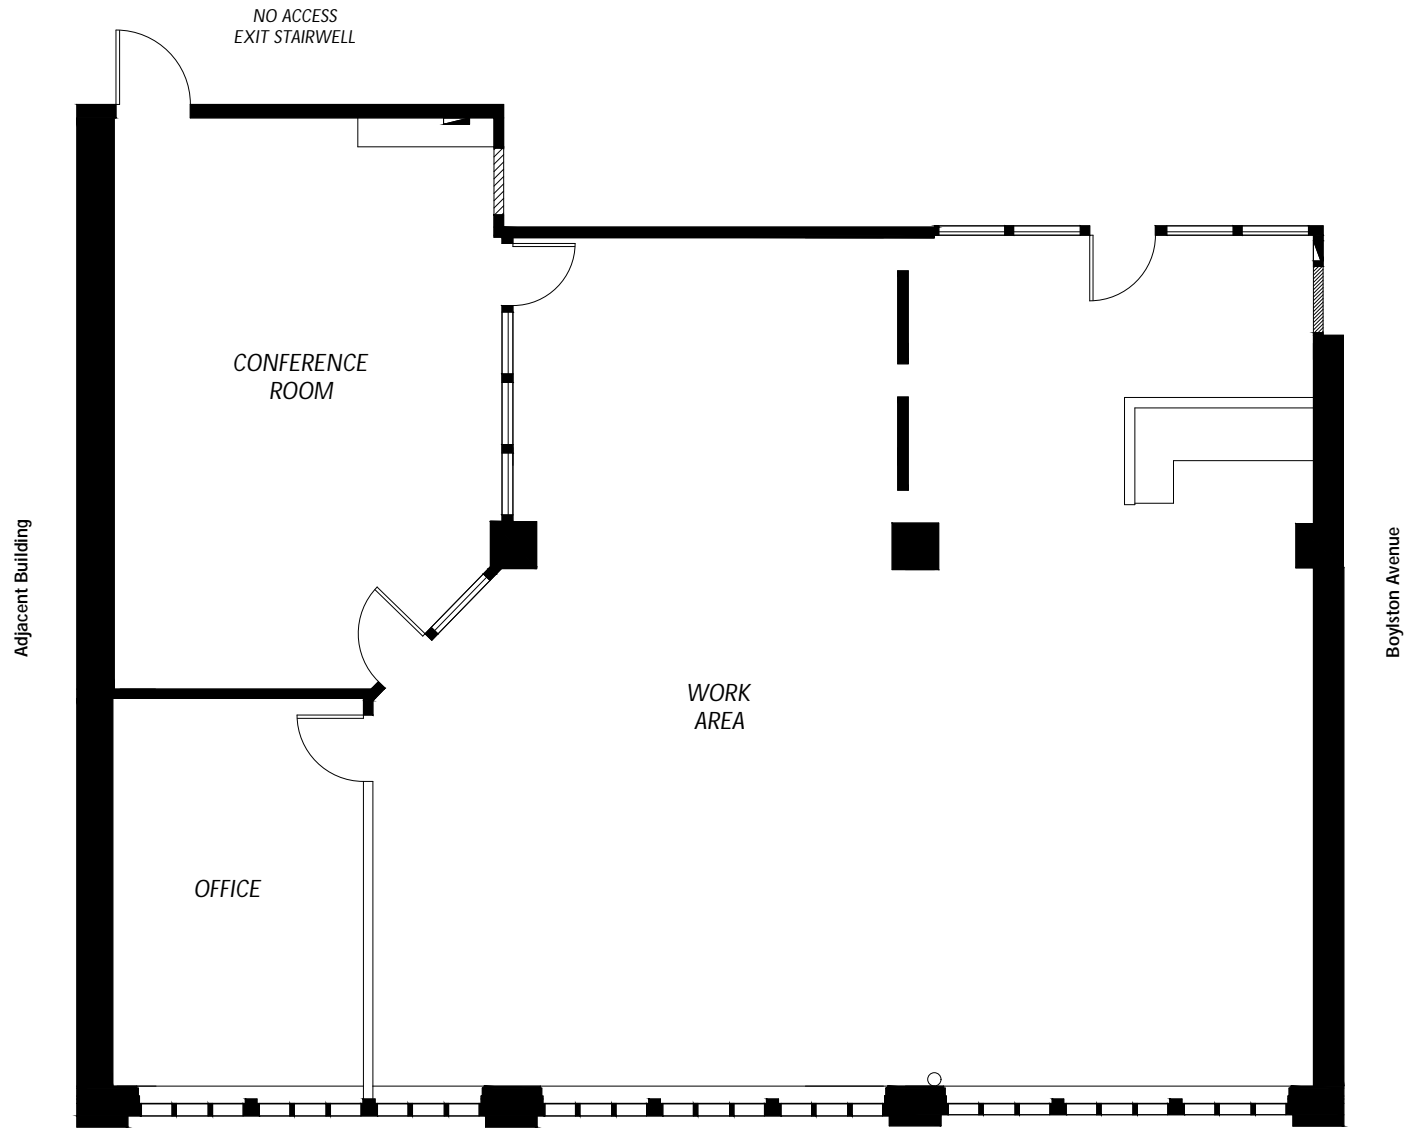 NO ACCESS
EXIT STAIRWELL
CONFERENCE
ROOM
Adjacent Building
Boylston Avenue
WORK
AREA
OFFICE